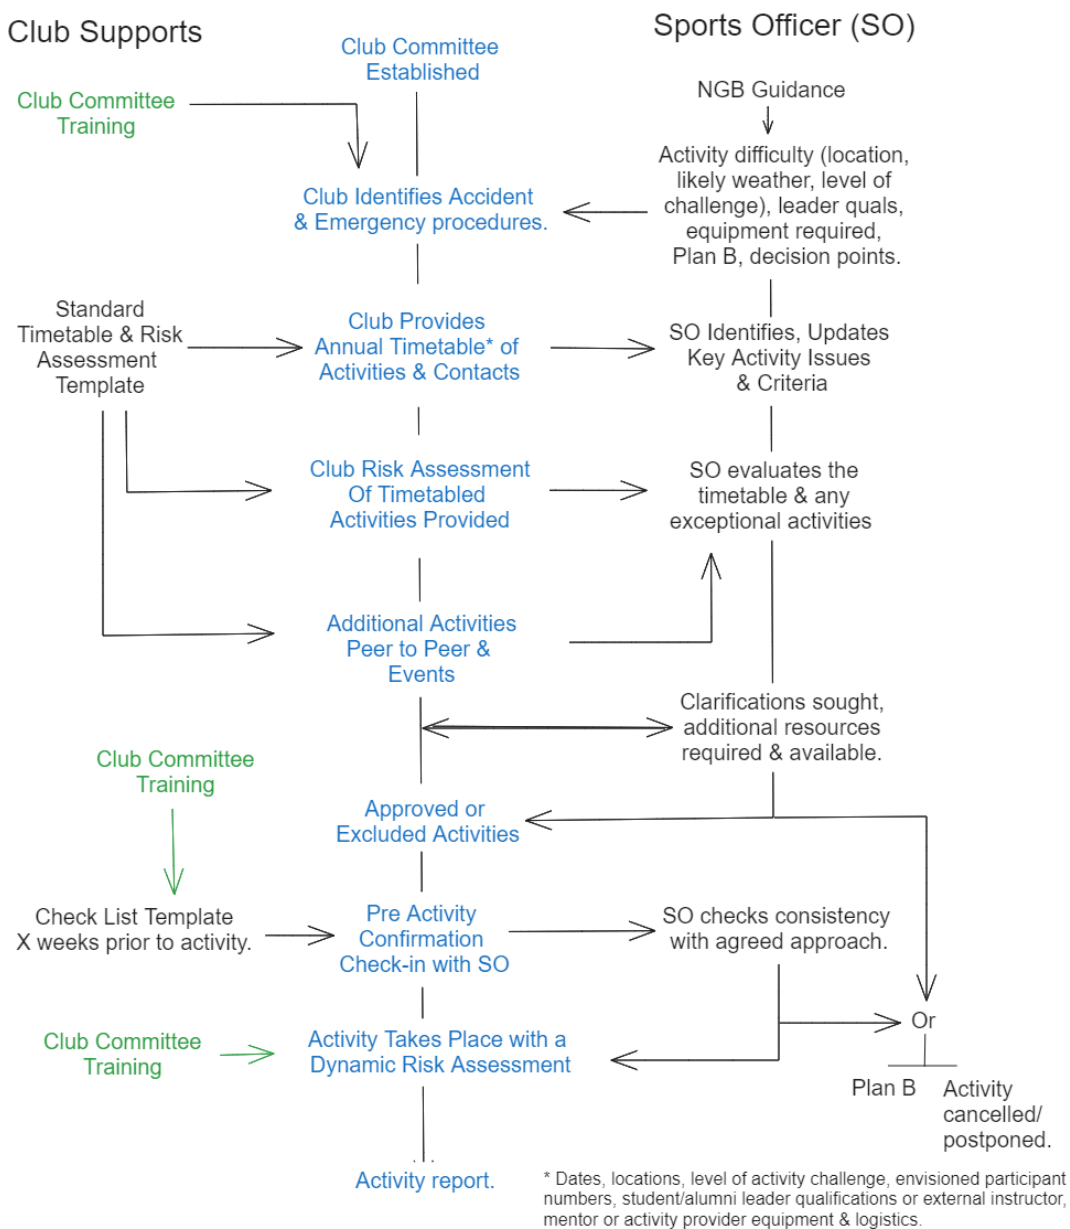 Club Supports
Sports Officer (SO)
Club Committee
Established
NGB Guidance
Club Committee
Training
Activity difficulty (location,
likely weather, level of
challenge), leader quals,
equipment required,
Plan B, decision points.
Club Identifies Accident
& Emergency procedures.
Standard
Timetable & Risk
Assessment
Template
Club Provides
Annual Timetable* of
Activities & Contacts
SO Identifies, Updates
Key Activity Issues
& Criteria
Club Risk Assessment
Of Timetabled
Activities Provided
SO evaluates the
timetable & any
exceptional activities
Additional Activities
Peer to Peer &
Events
Clarifications sought,
additional resources
required & available.
Club Committee
Training
Approved or
Excluded Activities
Check List Template
X weeks prior to activity.
Pre Activity
Confirmation
Check-in with SO
SO checks consistency
with agreed approach.
Or
Club Committee
Training
Activity Takes Place with a
Dynamic Risk Assessment
Plan B
Activity
cancelled/
postponed.
Activity report.
* Dates, locations, level of activity challenge, envisioned participant
numbers, student/alumni leader qualifications or external instructor,
mentor or activity provider equipment & logistics.